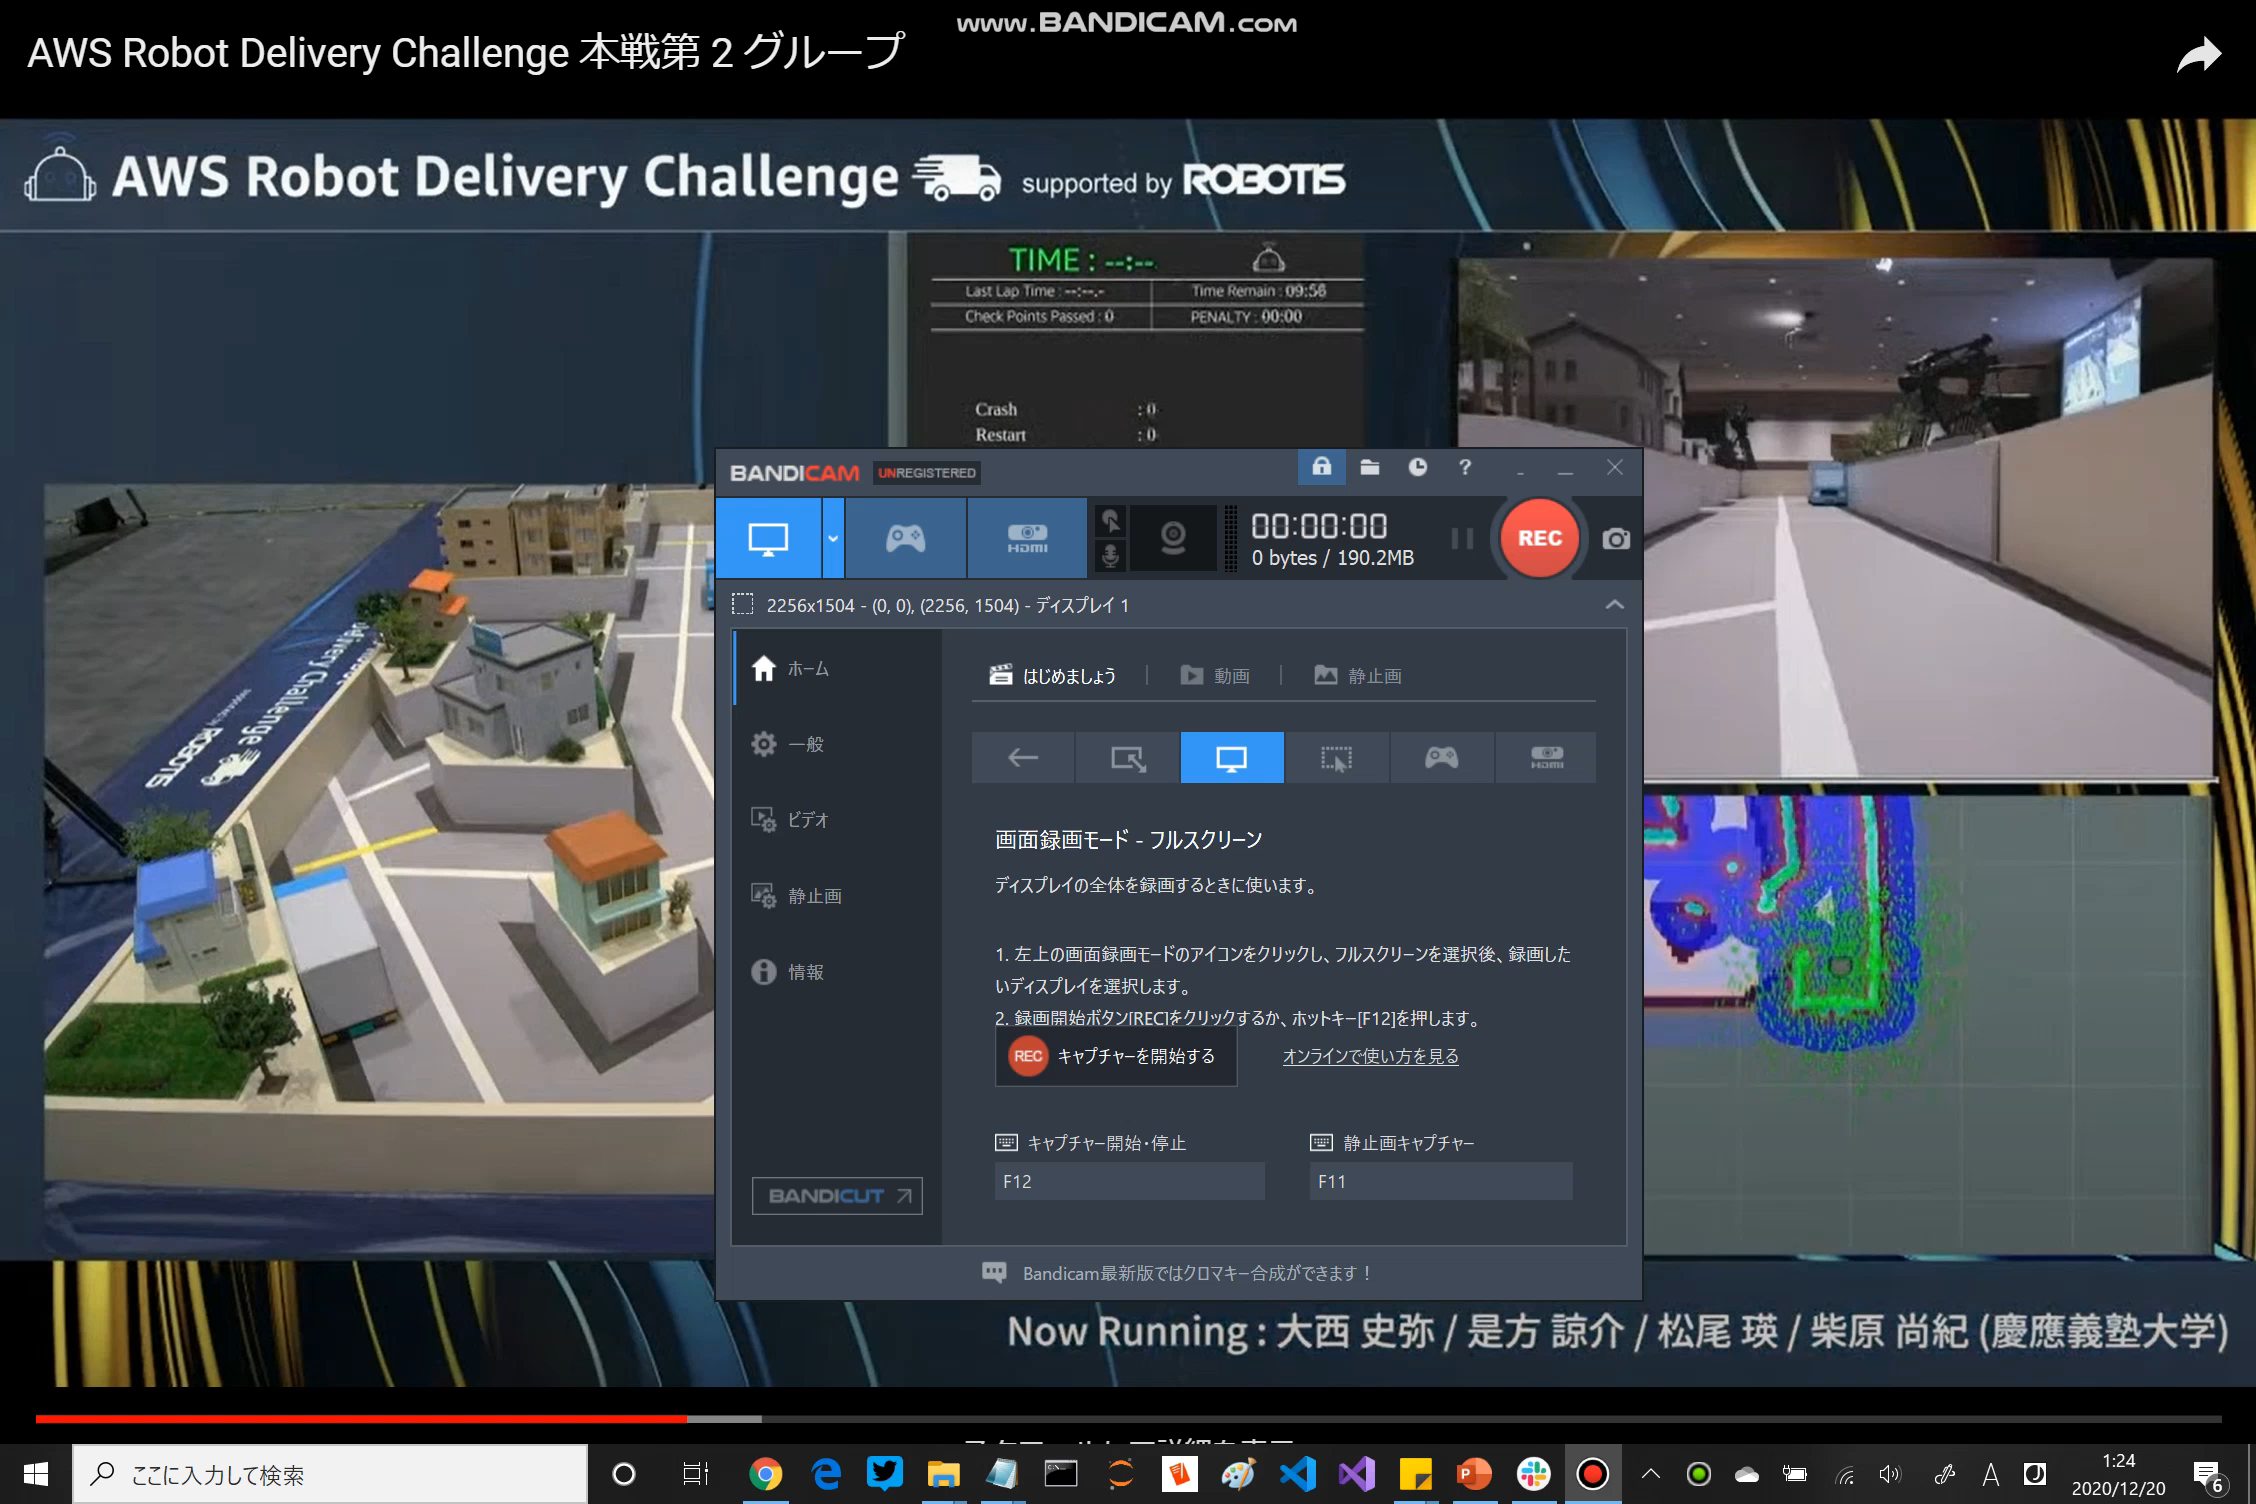 www.BANDICAM.com
AWS Robot Delivery Challenge 本戦第 2 グループ
AWS Robot Delivery Challenge supported by ROBOTIS
TIME : --:--
Last Lap Time : --:--.-
Time Remain : 09:56
Check Points Passed : 0
PENALTY : 00:00
Crash : 0
Restart : 0
Delivery Challenge
supported by ROBOTIS
BANDICAM UNREGISTERED
?
HDMI
00:00:00
0 bytes / 190.2MB
REC
2256x1504 - (0, 0), (2256, 1504) - ディスプレイ 1
ホーム
一般
ビデオ
静止画
情報
BANDICUT
はじめましょう
動画
静止画
HDMI
画面録画モード - フルスクリーン
ディスプレイの全体を録画するときに使います。
1. 左上の画面録画モードのアイコンをクリックし、フルスクリーンを選択後、録画した
いディスプレイを選択します。
2. 録画開始ボタン[REC]をクリックするか、ホットキー[F12]を押します。
REC キャプチャーを開始する
オンラインで使い方を見る
キャプチャー開始・停止
静止画キャプチャー
F12
F11
Bandicam最新版ではクロマキー合成ができます！
Now Running : 大西 史弥 / 是方 諒介 / 松尾 瑛 / 柴原 尚紀 (慶應義塾大学)
ここに入力して検索
A
J
1:24
2020/12/20
6